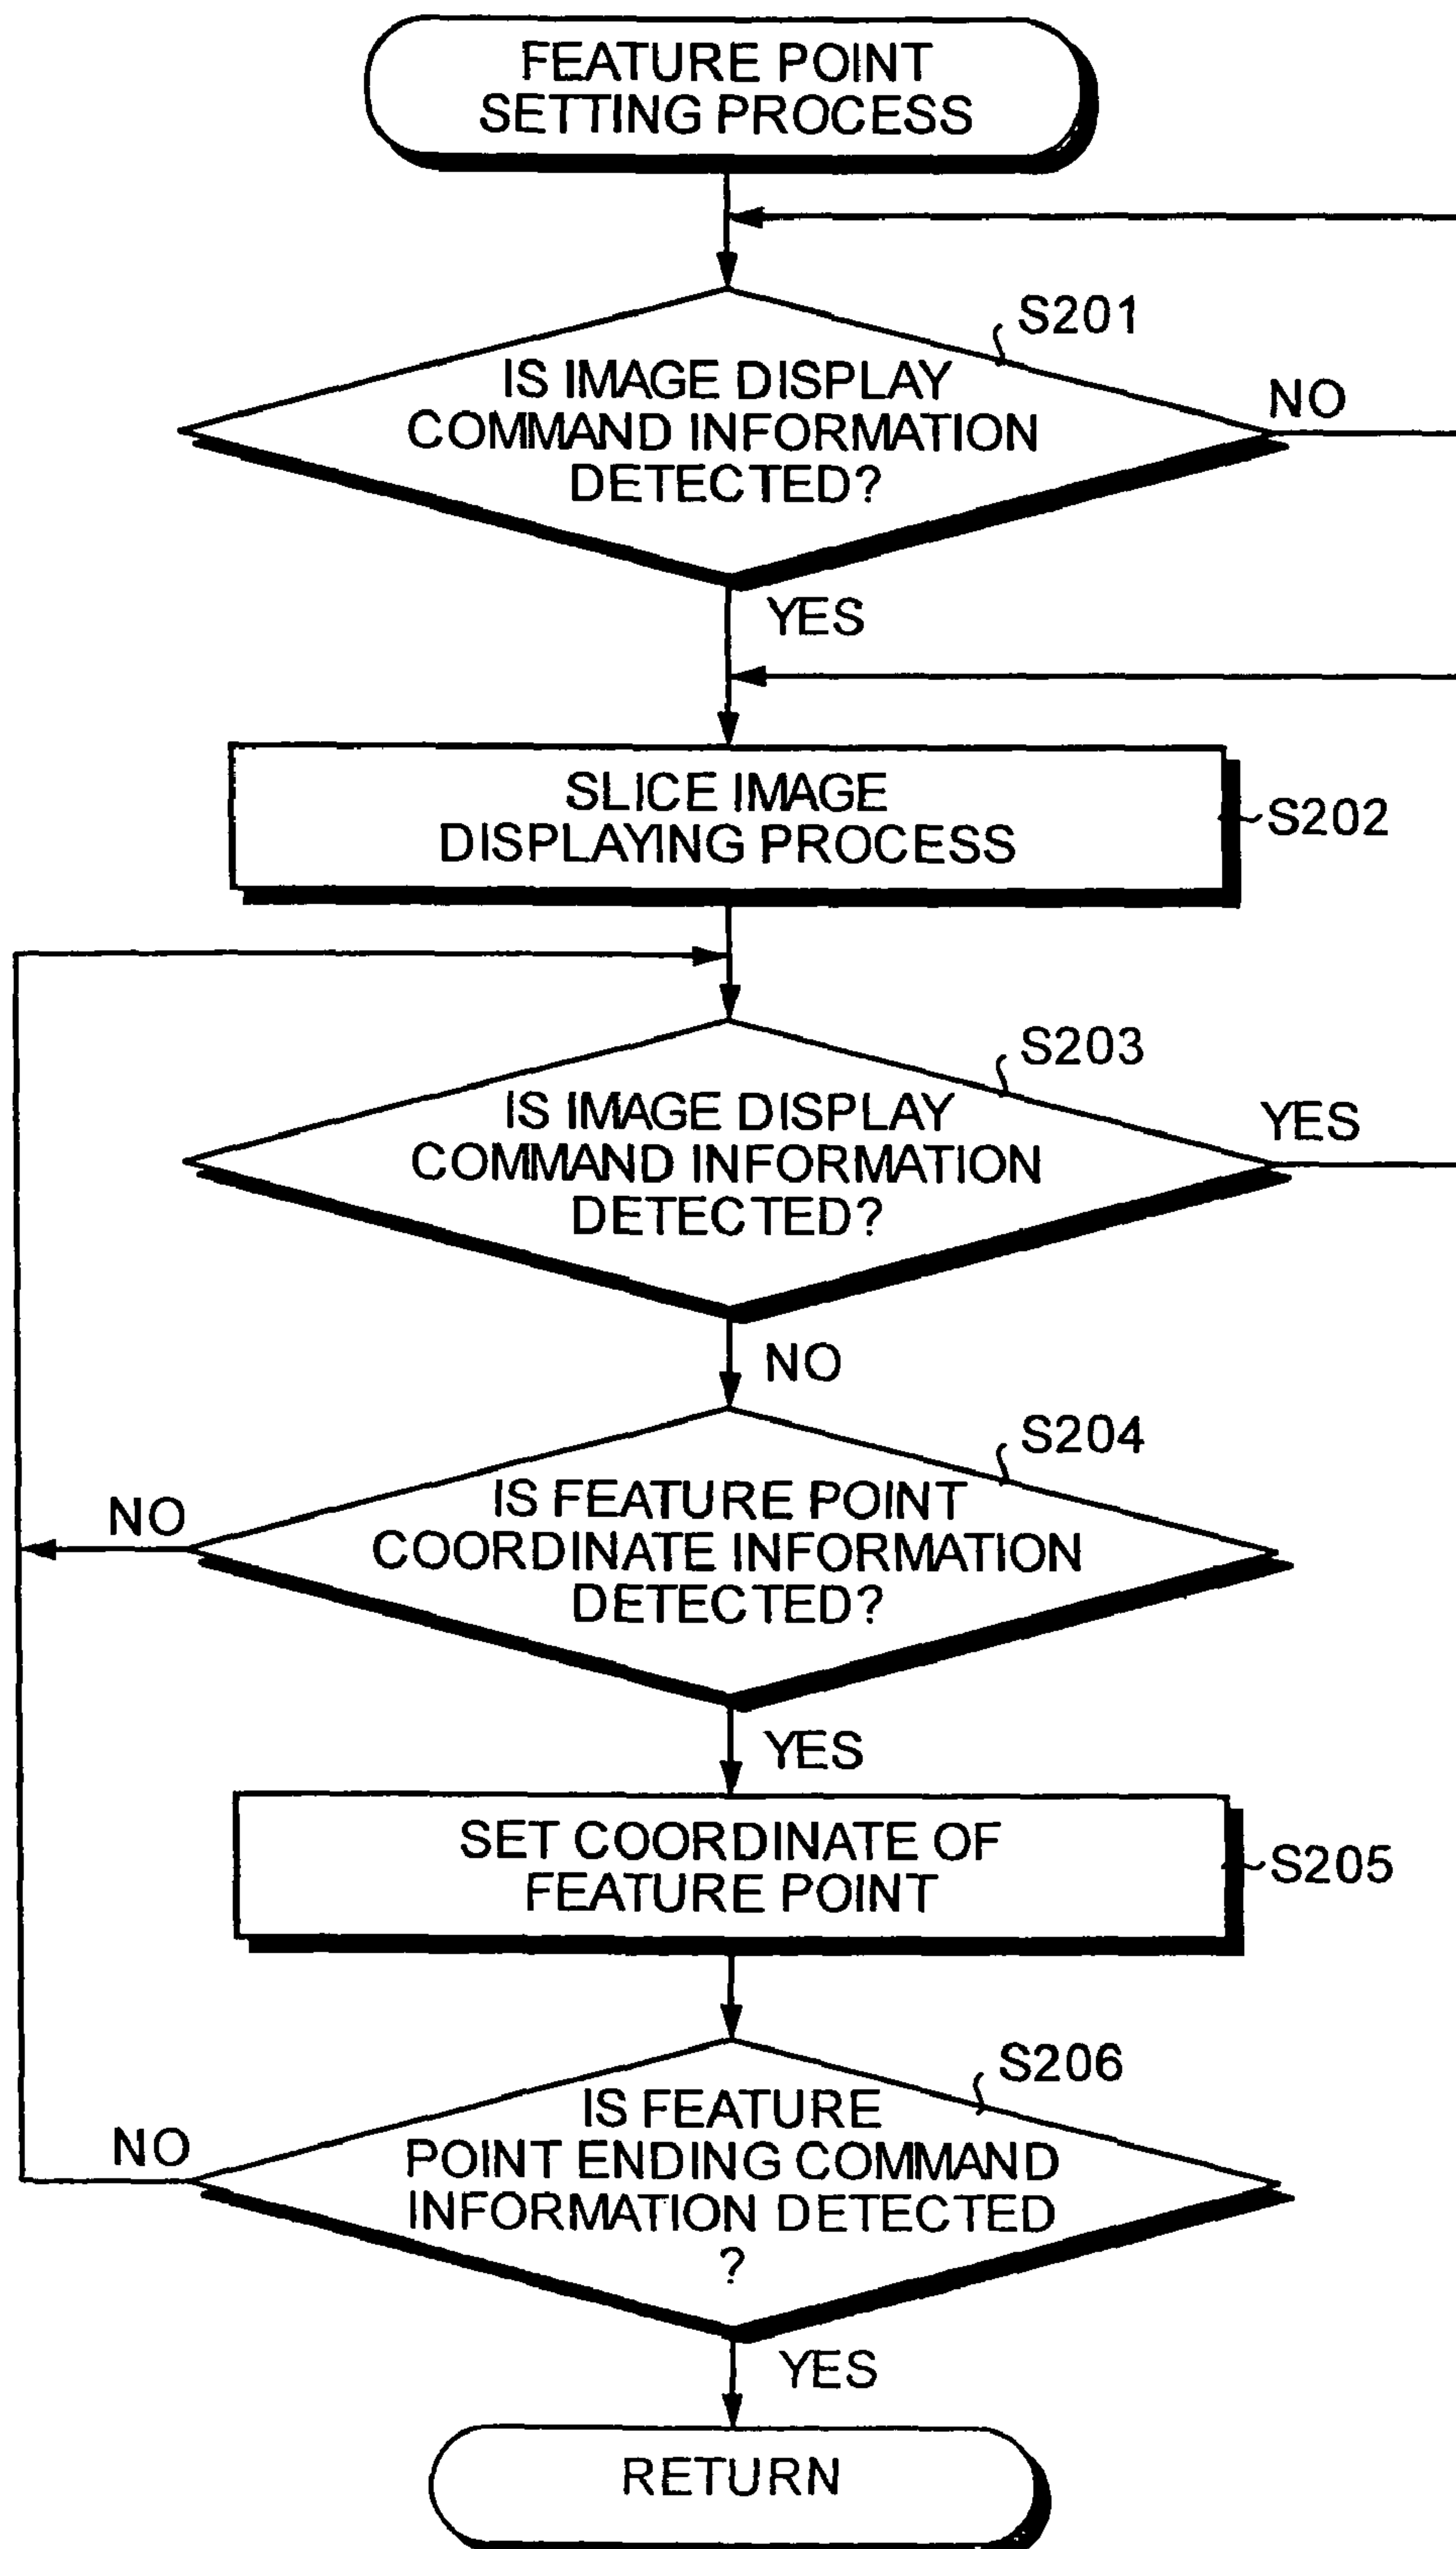 FEATURE POINT
SETTING PROCESS
S201
IS IMAGE DISPLAY
COMMAND INFORMATION
DETECTED?
NO
YES
SLICE IMAGE
DISPLAYING PROCESS
S202
S203
IS IMAGE DISPLAY
COMMAND INFORMATION
DETECTED?
YES
NO
S204
IS FEATURE POINT
COORDINATE INFORMATION
DETECTED?
NO
YES
SET COORDINATE OF
FEATURE POINT
S205
S206
IS FEATURE
POINT ENDING COMMAND
INFORMATION DETECTED
?
NO
YES
RETURN